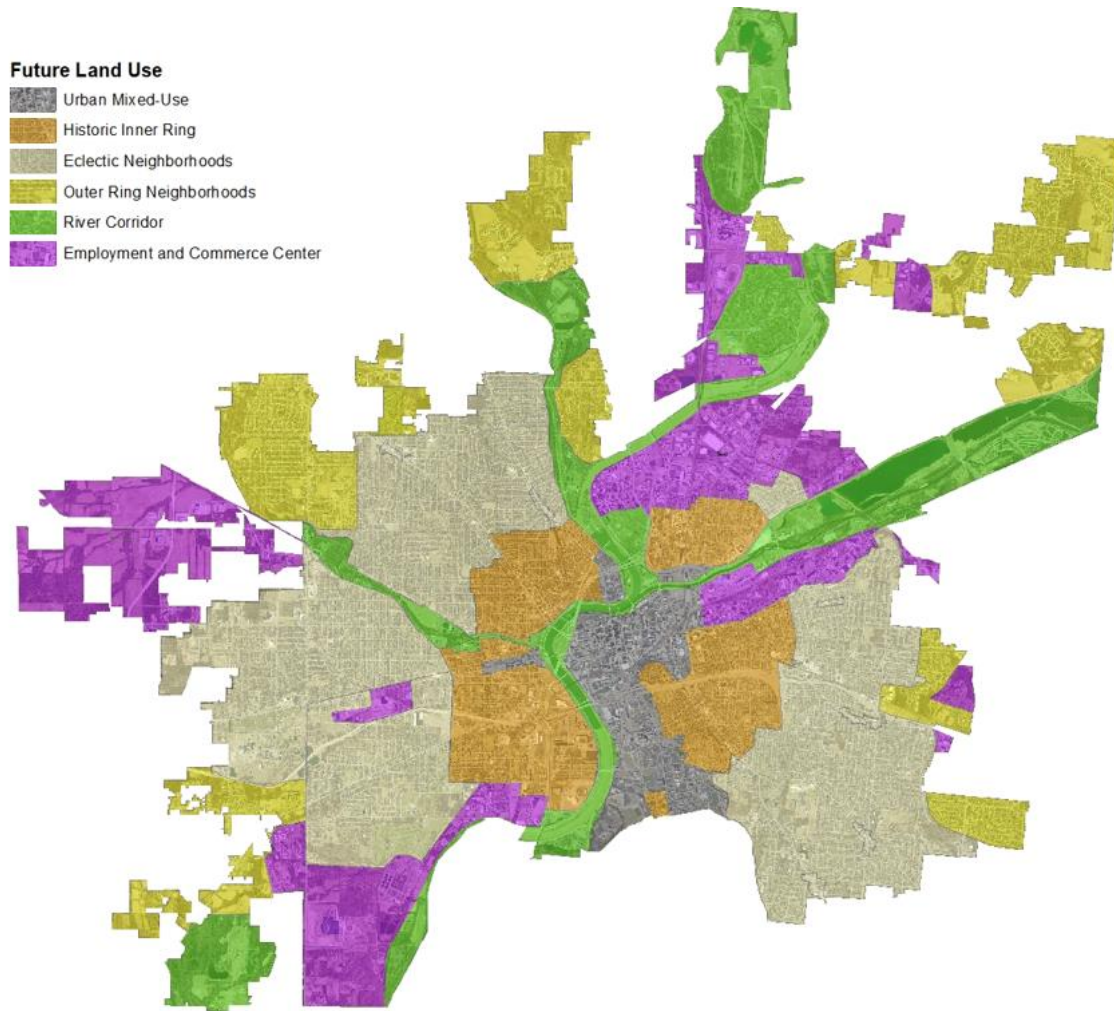 Future Land Use
Urban Mixed-Use
Historic Inner Ring
Eclectic Neighborhoods
Outer Ring Neighborhoods
River Corridor
Employment and Commerce Center